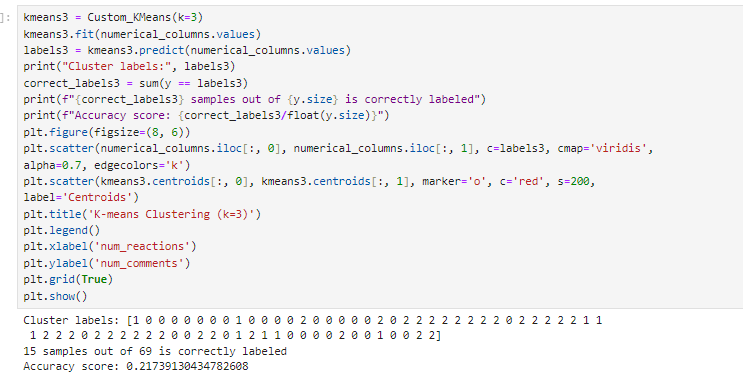 ]:
kmeans3 = Custom_KMeans(k=3)
kmeans3.fit(numerical_columns.values)
labels3 = kmeans3.predict(numerical_columns.values)
print("Cluster labels:", labels3)
correct_labels3 = sum(y == labels3)
print(f"{correct_labels3} samples out of {y.size} is correctly labeled")
print(f"Accuracy score: {correct_labels3/float(y.size)}")
plt.figure(figsize=(8, 6))
plt.scatter(numerical_columns.iloc[:, 0], numerical_columns.iloc[:, 1], c=labels3, cmap='viridis',
alpha=0.7, edgecolors='k')
plt.scatter(kmeans3.centroids[:, 0], kmeans3.centroids[:, 1], marker='o', c='red', s=200,
label='Centroids')
plt.title('K-means Clustering (k=3)')
plt.legend()
plt.xlabel('num_reactions')
plt.ylabel('num_comments')
plt.grid(True)
plt.show()
Cluster labels: [1 0 0 0 0 0 0 0 1 0 0 0 0 2 0 0 0 0 0 2 0 2 2 2 2 2 2 2 2 0 2 2 2 2 2 1 1
1 2 2 2 0 2 2 2 2 2 2 0 0 2 2 0 1 2 1 1 0 0 0 0 2 0 0 1 0 0 2 2]
15 samples out of 69 is correctly labeled
Accuracy score: 0.21739130434782608